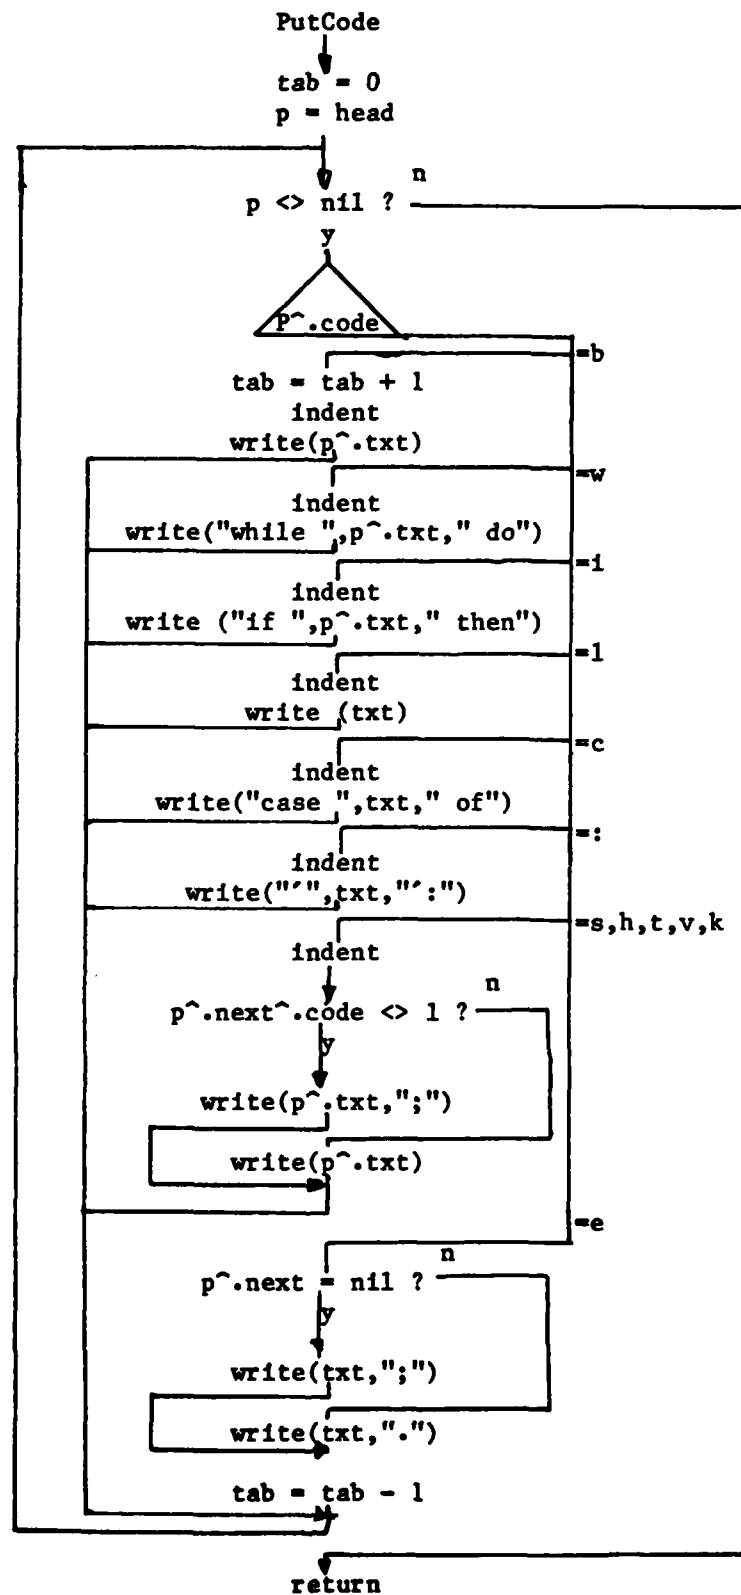 PutCode
tab = 0
p = head
n
p <> nil ?
y
P^.code
=b
tab = tab + 1
indent
write(p^.txt)
=w
indent
write("while ",p^.txt," do")
=i
indent
write ("if ",p^.txt," then")
=l
indent
write (txt)
=c
indent
write("case ",txt," of")
=:
indent
write("´",txt,"´:")
=s,h,t,v,k
indent
n
p^.next^.code <> l ?
y
write(p^.txt,";")
write(p^.txt)
=e
n
p^.next = nil ?
y
write(txt,";")
write(txt,".")
tab = tab - 1
return